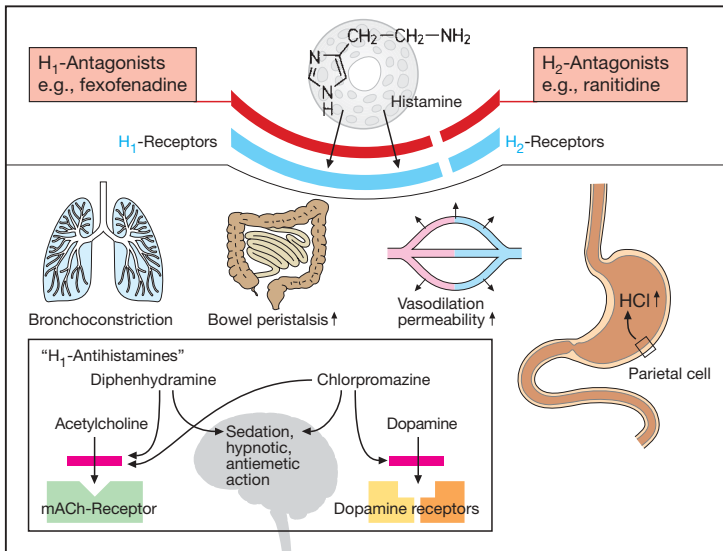 H1-Antagonists
e.g., fexofenadine
N
N
H
CH2—CH2—NH2
Histamine
H2-Antagonists
e.g., ranitidine
H1-Receptors
H2-Receptors
Bronchoconstriction
Bowel peristalsis
Vasodilation
permeability
HCl
Parietal cell
“H1-Antihistamines”
Diphenhydramine
Chlorpromazine
Acetylcholine
Sedation,
hypnotic,
antiemetic
action
Dopamine
mACh-Receptor
Dopamine receptors